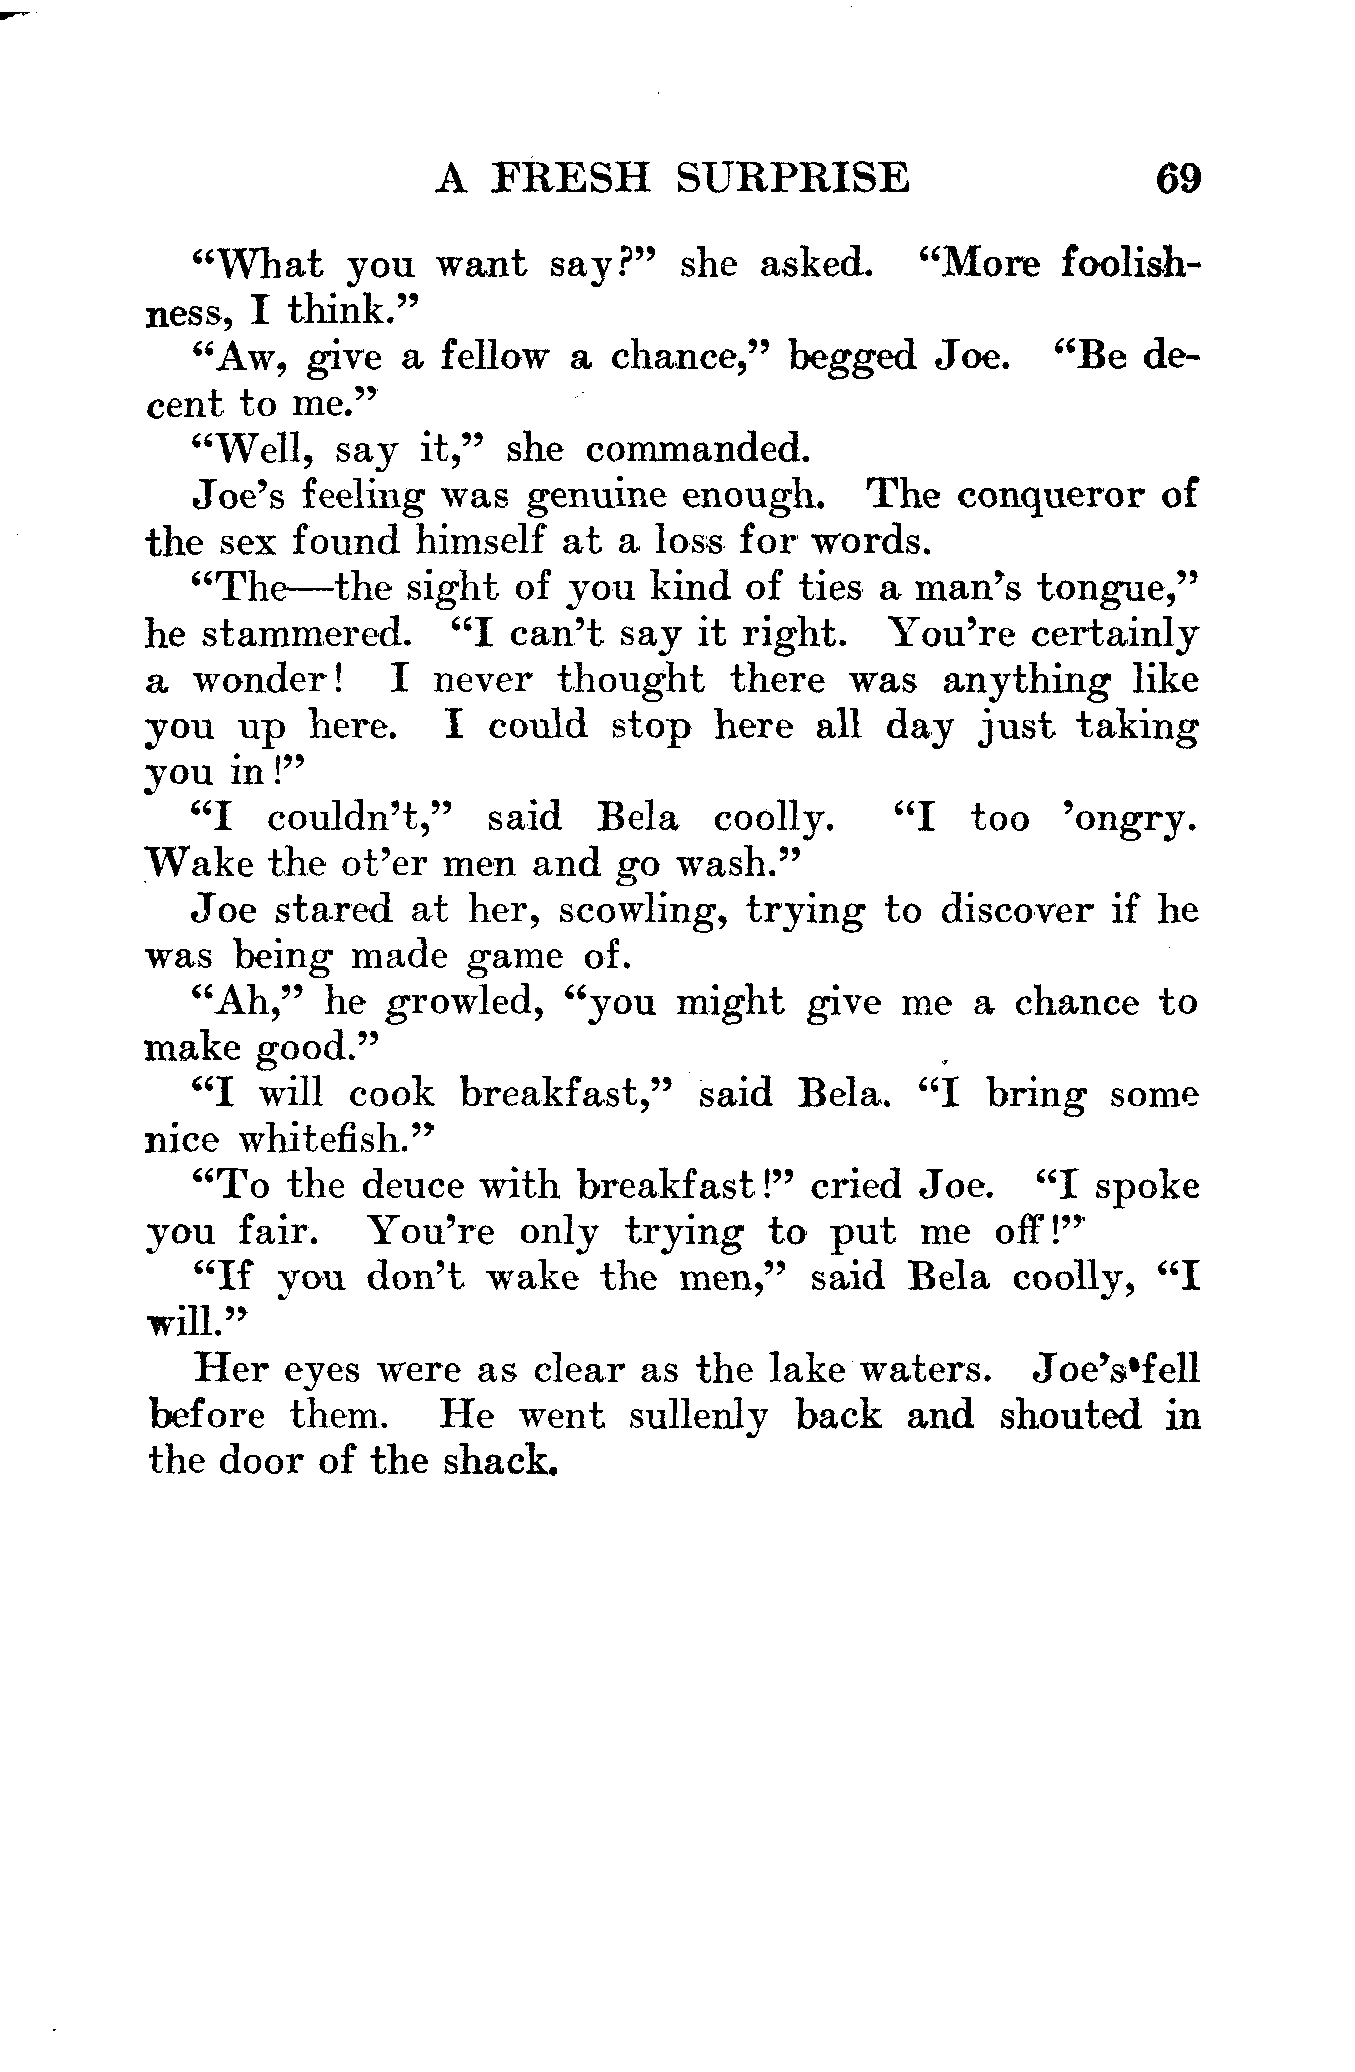 A FRESH SURPRISE 69
“What you want say?” she asked. “More foolish-
ness, I think.”
“Aw, give a fellow a chance,” begged Joe. “Be de-
cent to me.”
“Well, say it,” she commanded.
Joe’s feeling was genuine enough. The conqueror of
the sex found himself at a loss for words.
“The—the sight of you kind of ties a man’s tongue,”
he stammered. “I can’t say it right. You’re certainly
a wonder! I never thought there was anything like
you up here. I could stop here all day just taking
you in!”
“I couldn’t,” said Bela coolly. “I too ’ongry.
Wake the ot’er men and go wash.”
Joe stared at her, scowling, trying to discover if he
was being made game of.
“Ah,” he growled, “you might give me a chance to
make good.”
“I will cook breakfast,” said Bela. “I bring some
nice whitefish.”
“To the deuce with breakfast!” cried Joe. “I spoke
you fair. You’re only trying to put me off!”
“If you don’t wake the men,” said Bela coolly, “I
will.”
Her eyes were as clear as the lake waters. Joe’s fell
before them. He went sullenly back and shouted in
the door of the shack.